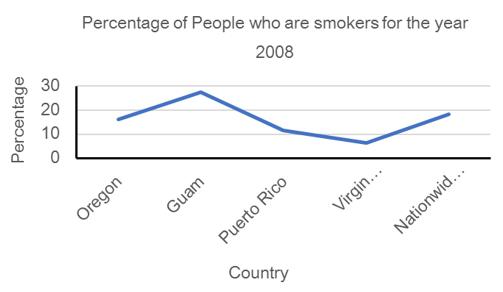 Percentage of People who are smokers for the year
2008
Percentage
30
20
10
0
Oregon
Guam
Puerto Rico
Virgin…
Nationwid…
Country